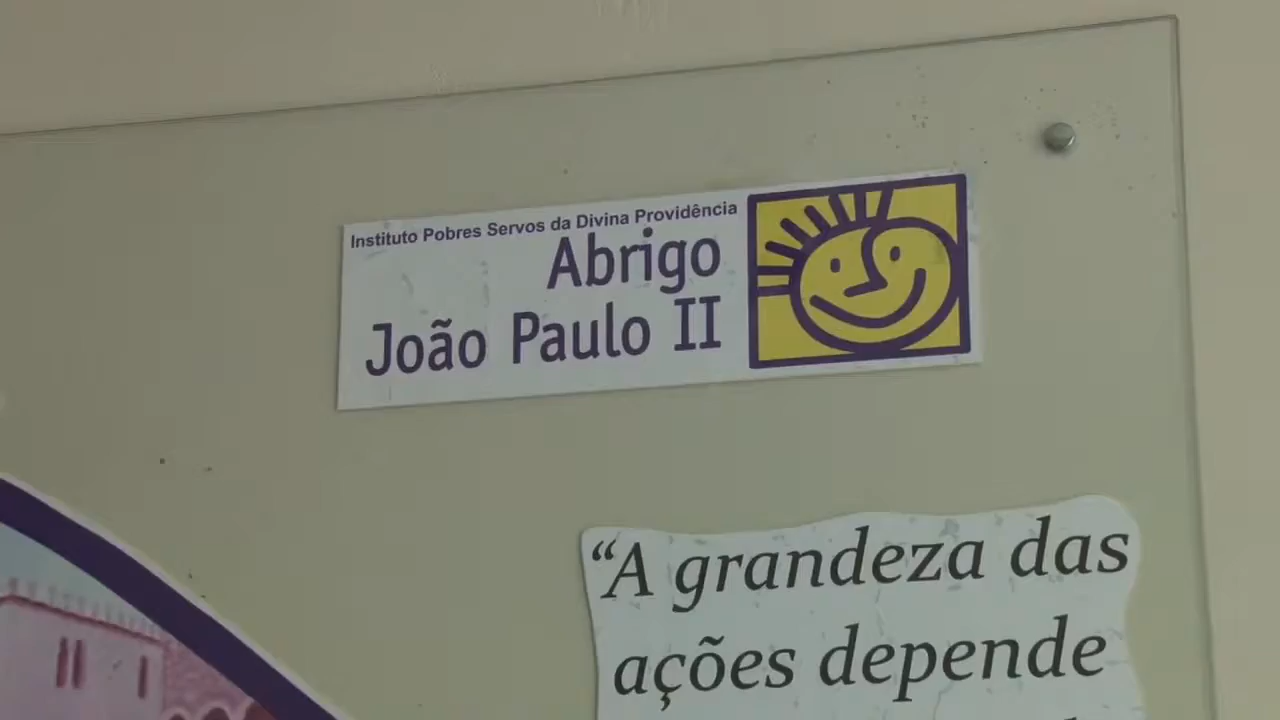 Instituto Pobres Servos da Divina Providência
Abrigo
João Paulo II
“A grandeza das
ações depende